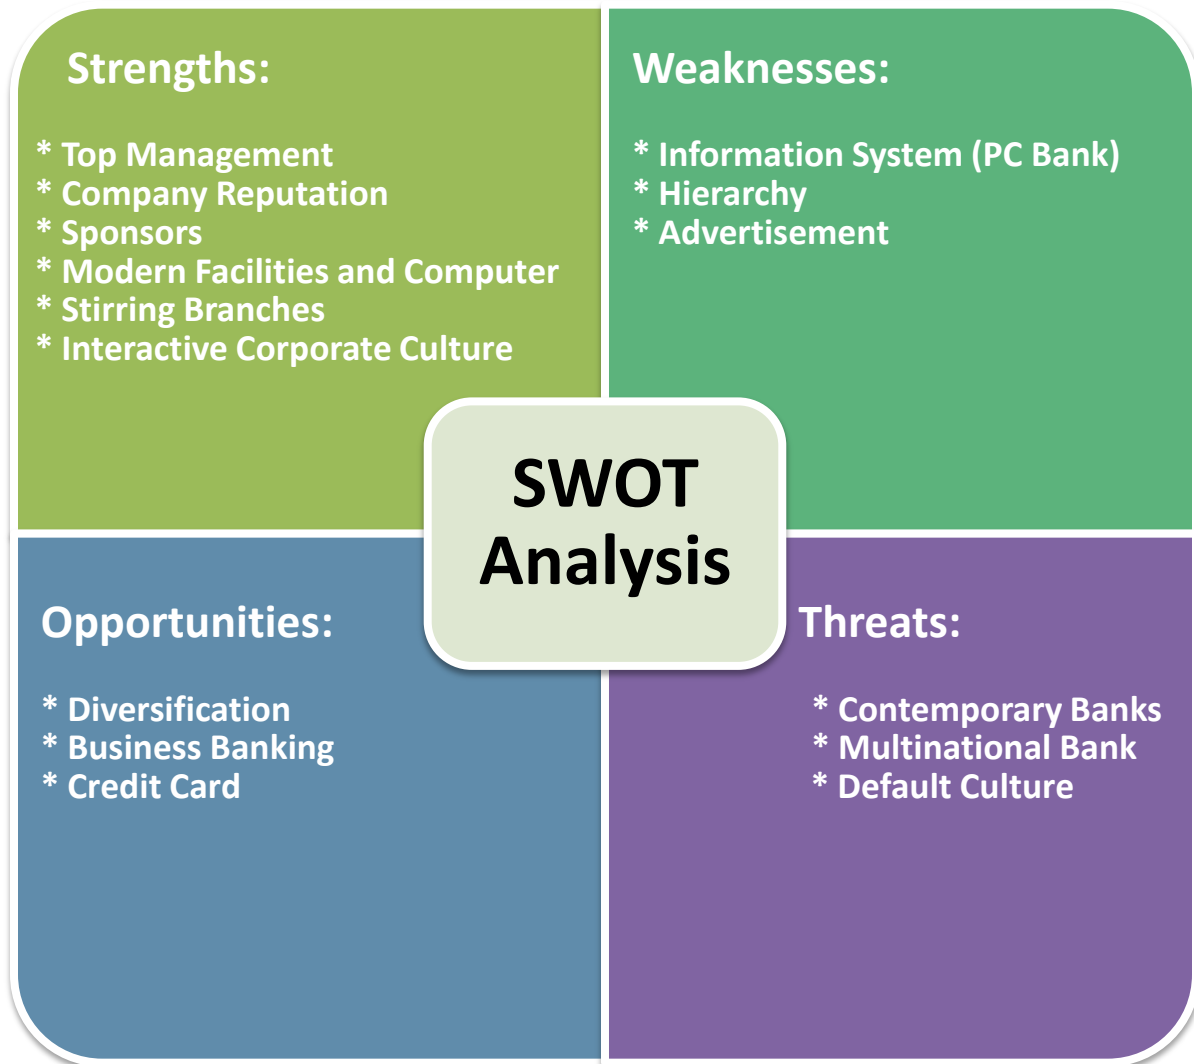 Strengths:
* Top Management
* Company Reputation
* Sponsors
* Modern Facilities and Computer
* Stirring Branches
* Interactive Corporate Culture
Weaknesses:
* Information System (PC Bank)
* Hierarchy
* Advertisement
SWOT
Analysis
Opportunities:
* Diversification
* Business Banking
* Credit Card
Threats:
* Contemporary Banks
* Multinational Bank
* Default Culture